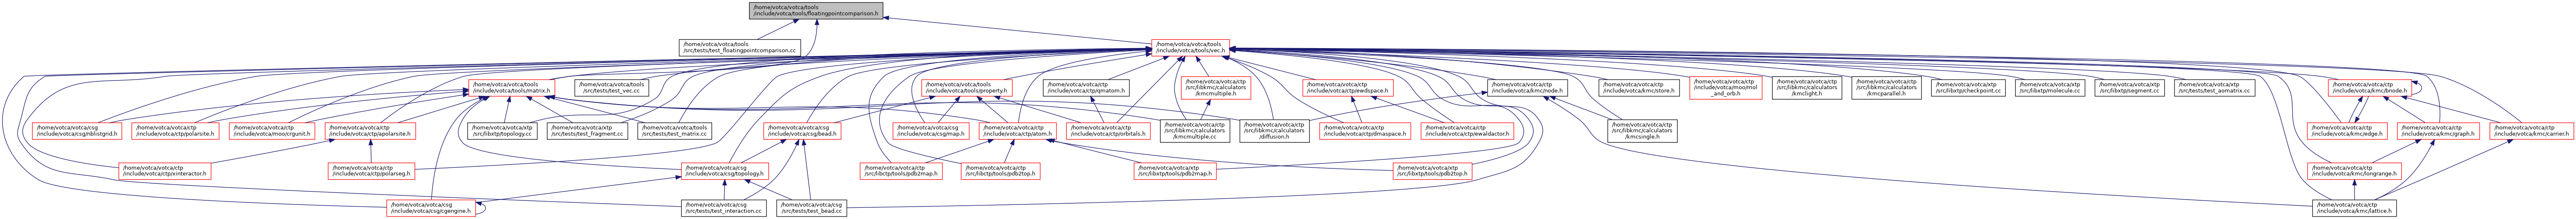 /home/votca/votca/tools
/include/votca/tools/floatingpointcomparison.h
/home/votca/votca/tools
/src/tests/test_floatingpointcomparison.cc
/home/votca/votca/tools
/include/votca/tools/vec.h
/home/votca/votca/tools
/include/votca/tools/matrix.h
/home/votca/votca/tools
/src/tests/test_vec.cc
/home/votca/votca/tools
/include/votca/tools/property.h
/home/votca/votca/ctp
/include/votca/ctp/qmatom.h
/home/votca/votca/ctp
/src/libkmc/calculators
/kmcmultiple.h
/home/votca/votca/ctp
/include/votca/ctp/ewdspace.h
/home/votca/votca/ctp
/include/votca/kmc/node.h
/home/votca/votca/ctp
/include/votca/kmc/store.h
/home/votca/votca/ctp
/include/votca/moo/mol
_and_orb.h
/home/votca/votca/ctp
/src/libkmc/calculators
/kmclight.h
/home/votca/votca/ctp
/src/libkmc/calculators
/kmcparallel.h
/home/votca/votca/xtp
/src/libxtp/checkpoint.cc
/home/votca/votca/xtp
/src/libxtp/molecule.cc
/home/votca/votca/xtp
/src/libxtp/segment.cc
/home/votca/votca/xtp
/src/tests/test_aomatrix.cc
/home/votca/votca/ctp
/include/votca/kmc/bnode.h
/home/votca/votca/csg
/include/votca/csg/nblistgrid.h
/home/votca/votca/ctp
/include/votca/ctp/polarsite.h
/home/votca/votca/ctp
/include/votca/moo/crgunit.h
/home/votca/votca/ctp
/include/votca/ctp/apolarsite.h
/home/votca/votca/xtp
/src/libxtp/topology.cc
/home/votca/votca/xtp
/src/tests/test_fragment.cc
/home/votca/votca/tools
/src/tests/test_matrix.cc
/home/votca/votca/csg
/include/votca/csg/bead.h
/home/votca/votca/csg
/include/votca/csg/map.h
/home/votca/votca/ctp
/include/votca/ctp/atom.h
/home/votca/votca/ctp
/include/votca/ctp/orbitals.h
/home/votca/votca/ctp
/src/libkmc/calculators
/kmcmultiple.cc
/home/votca/votca/ctp
/src/libkmc/calculators
/diffusion.h
/home/votca/votca/ctp
/include/votca/ctp/dmaspace.h
/home/votca/votca/ctp
/include/votca/ctp/ewaldactor.h
/home/votca/votca/ctp
/src/libkmc/calculators
/kmcsingle.h
/home/votca/votca/ctp
/include/votca/kmc/edge.h
/home/votca/votca/ctp
/include/votca/kmc/graph.h
/home/votca/votca/ctp
/include/votca/kmc/carrier.h
/home/votca/votca/ctp
/include/votca/ctp/xinteractor.h
/home/votca/votca/ctp
/include/votca/ctp/polarseg.h
/home/votca/votca/csg
/include/votca/csg/topology.h
/home/votca/votca/ctp
/src/libctp/tools/pdb2map.h
/home/votca/votca/ctp
/src/libctp/tools/pdb2top.h
/home/votca/votca/xtp
/src/libxtp/tools/pdb2map.h
/home/votca/votca/xtp
/src/libxtp/tools/pdb2top.h
/home/votca/votca/ctp
/include/votca/kmc/longrange.h
/home/votca/votca/csg
/include/votca/csg/cgengine.h
/home/votca/votca/csg
/src/tests/test_interaction.cc
/home/votca/votca/csg
/src/tests/test_bead.cc
/home/votca/votca/ctp
/include/votca/kmc/lattice.h